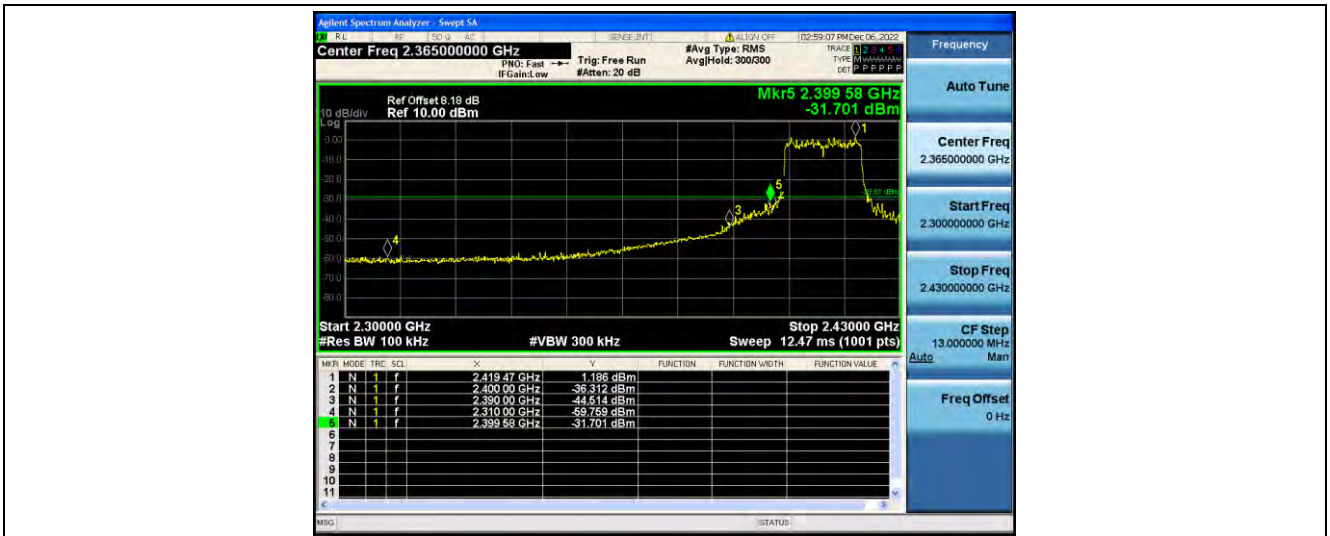 Agilent Spectrum Analyzer - Swept SA
RL RF 50 Ω AC SENSE:INT ALIGN OFF 02:59:07 PM Dec 06, 2022
Center Freq 2.365000000 GHz
PNO: Fast
IFGain:Low
Trig: Free Run
#Atten: 20 dB
#Avg Type: RMS
Avg|Hold: 300/300
TRACE 1 2 3 4 5 6
TYPE M
DET P P P P P P
Mkr5 2.399 58 GHz
-31.701 dBm
Ref Offset 8.18 dB
10 dB/div Ref 10.00 dBm
Log
0.00
-10.0
-20.0
-30.0
-40.0
-50.0
-60.0
-70.0
-80.0
1
5
3
4
Start 2.30000 GHz Stop 2.43000 GHz
#Res BW 100 kHz #VBW 300 kHz Sweep 12.47 ms (1001 pts)
MKR MODE TRC SCL X Y FUNCTION FUNCTION WIDTH FUNCTION VALUE
1 N 1 f 2.419 47 GHz 1.186 dBm
2 N 1 f 2.400 00 GHz -36.312 dBm
3 N 1 f 2.390 00 GHz -44.514 dBm
4 N 1 f 2.310 00 GHz -59.759 dBm
5 N 1 f 2.399 58 GHz -31.701 dBm
6
7
8
9
10
11
MSG STATUS
Frequency
Auto Tune
Center Freq
2.365000000 GHz
Start Freq
2.300000000 GHz
Stop Freq
2.430000000 GHz
CF Step
13.000000 MHz
Auto Man
Freq Offset
0 Hz